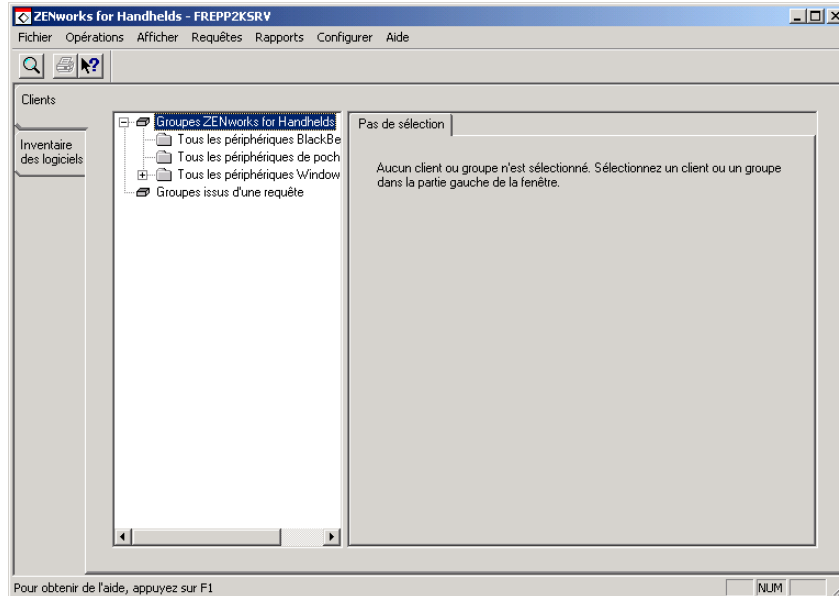 ZENworks for Handhelds - FREPP2KSRV
Fichier Opérations Afficher Requêtes Rapports Configurer Aide
Clients
Inventaire
des logiciels
Groupes ZENworks for Handhelds
Tous les périphériques BlackBe
Tous les périphériques de poch
Tous les périphériques Window
Groupes issus d'une requête
Pas de sélection
Aucun client ou groupe n'est sélectionné. Sélectionnez un client ou un groupe
dans la partie gauche de la fenêtre.
Pour obtenir de l'aide, appuyez sur F1
NUM